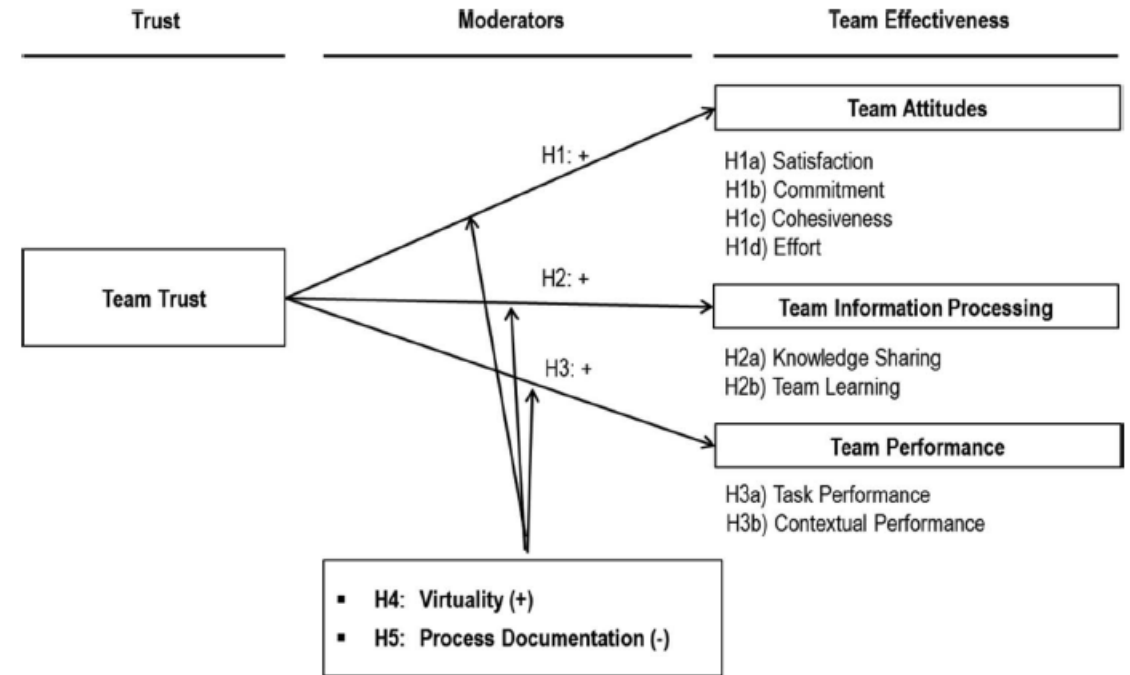 Trust
Moderators
Team Effectiveness
Team Attitudes
H1: +
H1a) Satisfaction
H1b) Commitment
H1c) Cohesiveness
H1d) Effort
Team Trust
H2: +
Team Information Processing
H3: +
H2a) Knowledge Sharing
H2b) Team Learning
Team Performance
H3a) Task Performance
H3b) Contextual Performance
▪ H4: Virtuality (+)
▪ H5: Process Documentation (-)